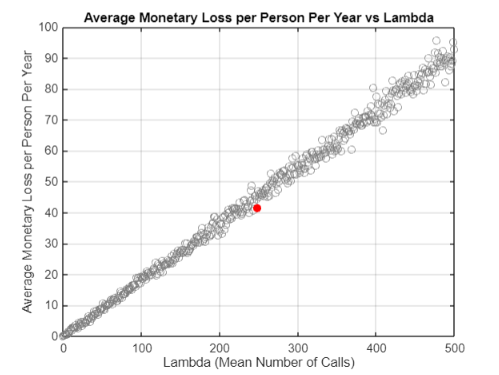 Average Monetary Loss per Person Per Year vs Lambda
100
90
80
70
60
50
40
30
20
10
0
Average Monetary Loss per Person Per Year
0 100 200 300 400 500
Lambda (Mean Number of Calls)